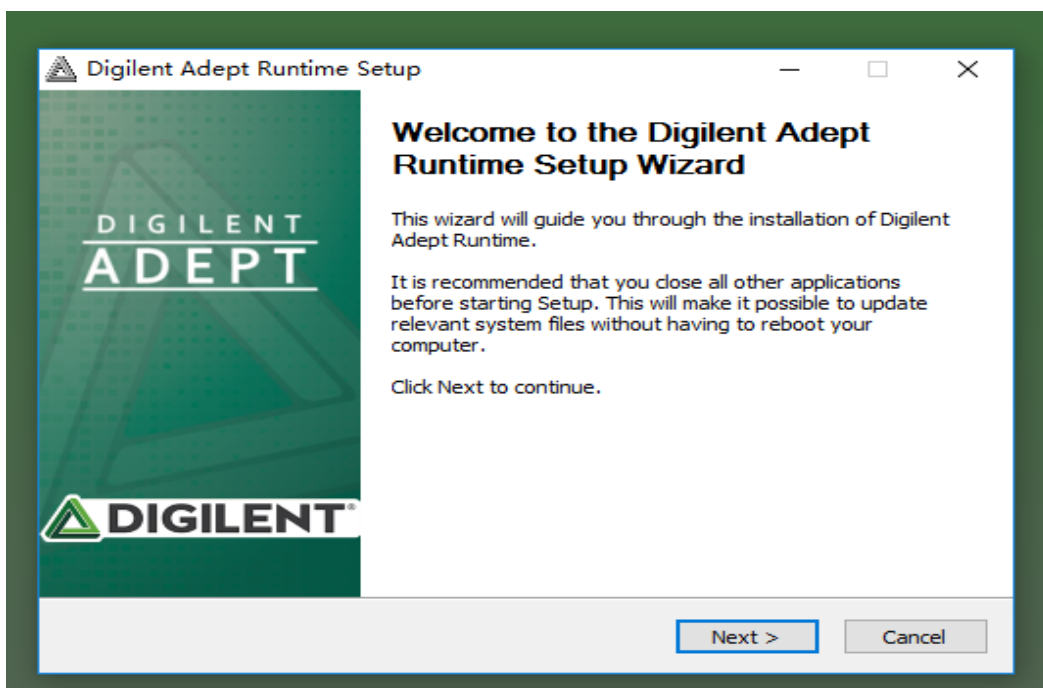 Digilent Adept Runtime Setup
Welcome to the Digilent Adept
Runtime Setup Wizard
DIGILENT
ADEPT
This wizard will guide you through the installation of Digilent
Adept Runtime.
It is recommended that you close all other applications
before starting Setup. This will make it possible to update
relevant system files without having to reboot your
computer.
Click Next to continue.
DIGILENT®
Next >
Cancel